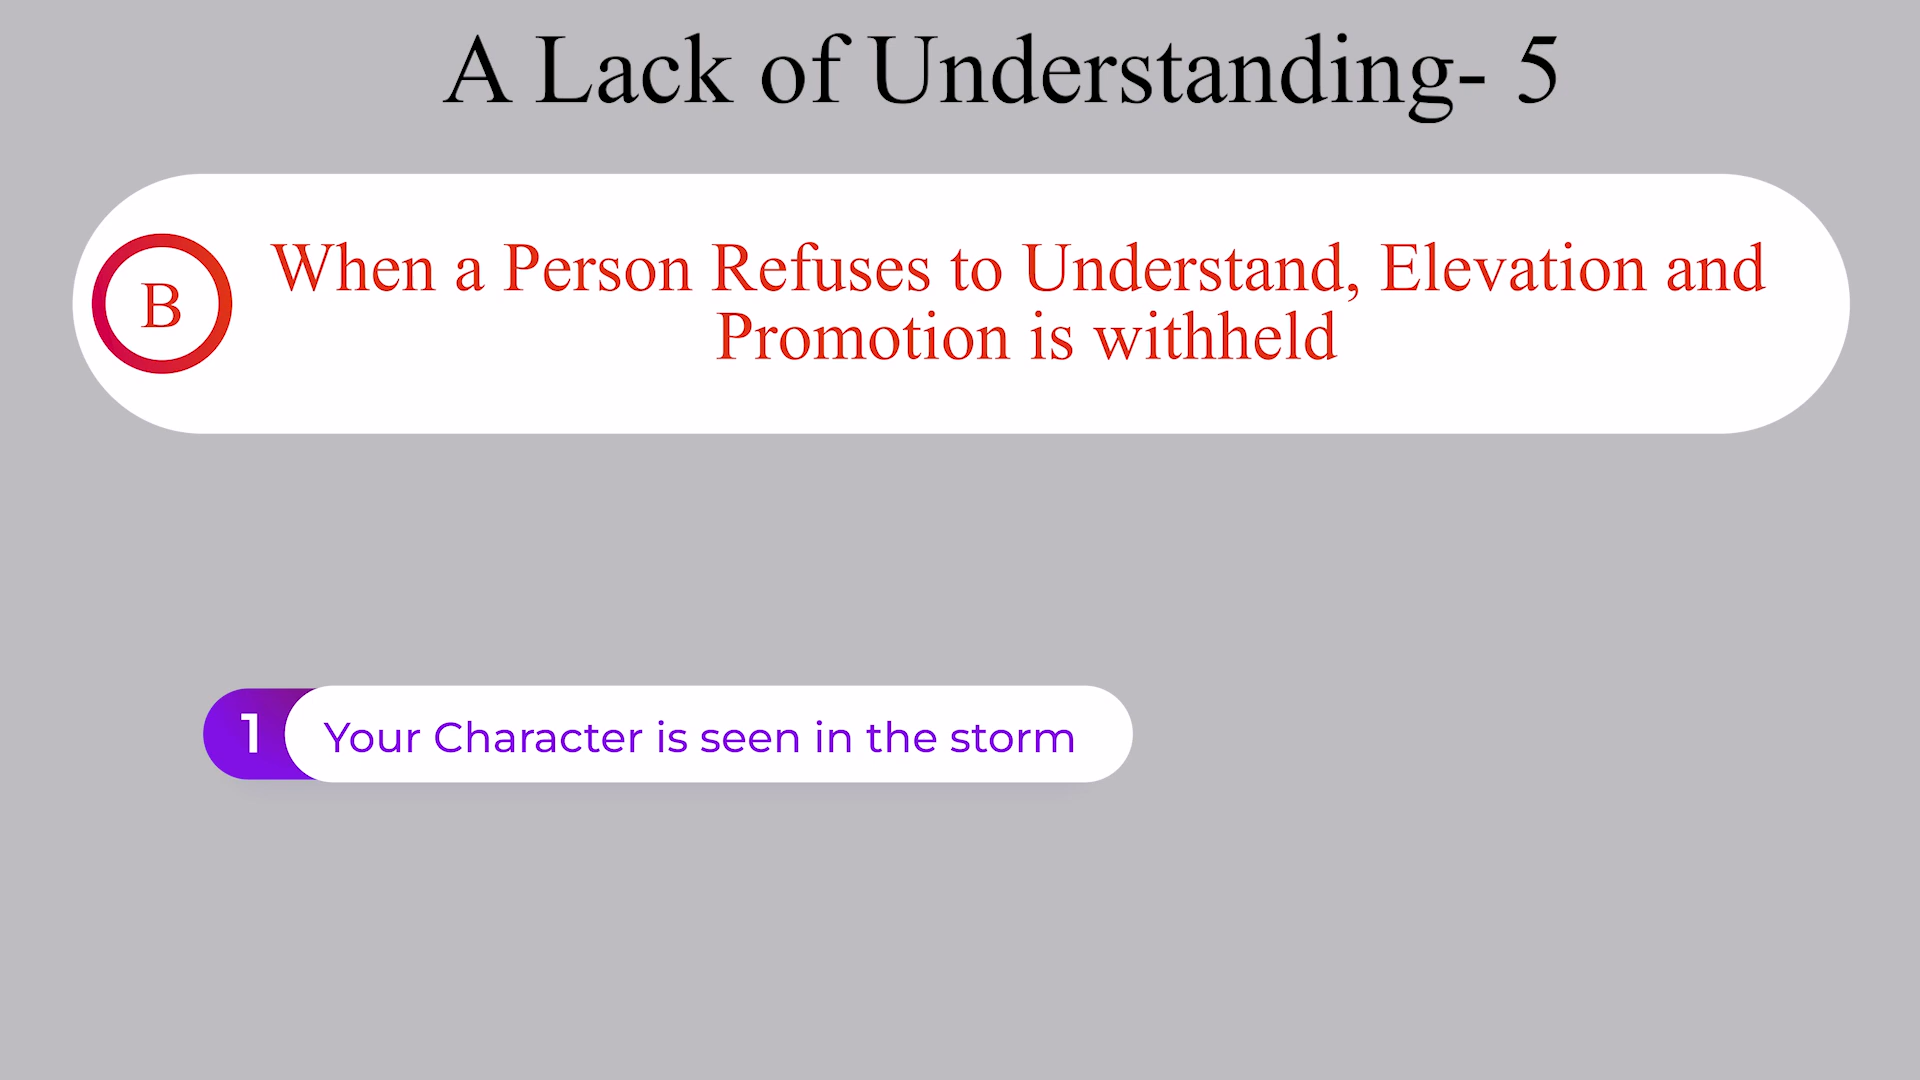 A Lack of Understanding- 5
B
When a Person Refuses to Understand, Elevation and
Promotion is withheld
1
Your Character is seen in the storm